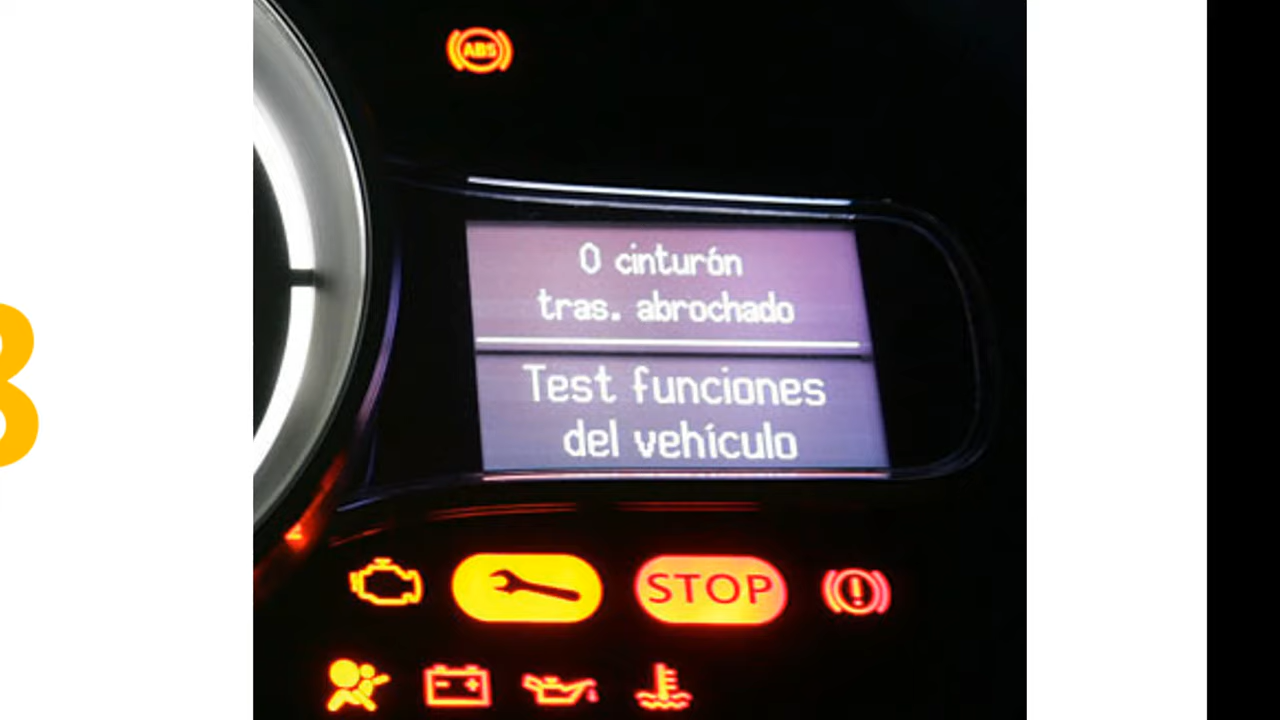 ABS
0 cinturón
tras. abrochado
Test funciones
del vehículo
STOP